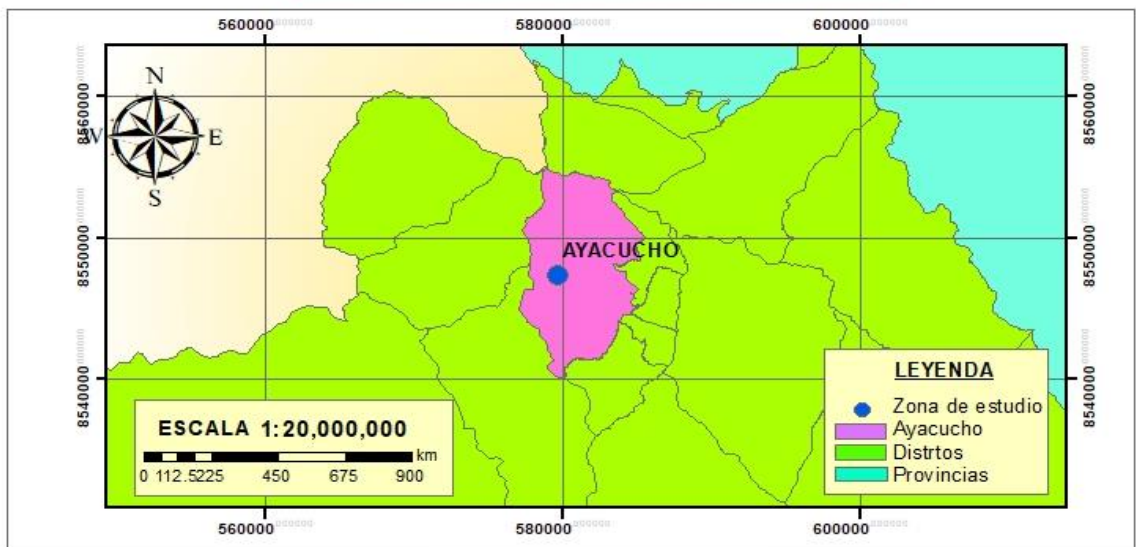 560000 580000 600000
N
W E
S
8560000 8560000
8550000 8550000
8540000 8540000
AYACUCHO
ESCALA 1:20,000,000
km
0 112.5225 450 675 900
LEYENDA
Zona de estudio
Ayacucho
Distrtos
Provincias
560000 580000 600000